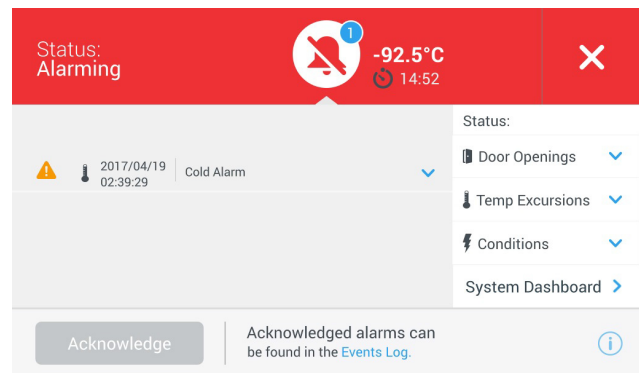 Status:
Alarming
1
-92.5°C
14:52
2017/04/19
02:39:29
Cold Alarm
Status:
Door Openings
Temp Excursions
Conditions
System Dashboard
Acknowledge
Acknowledged alarms can
be found in the Events Log.